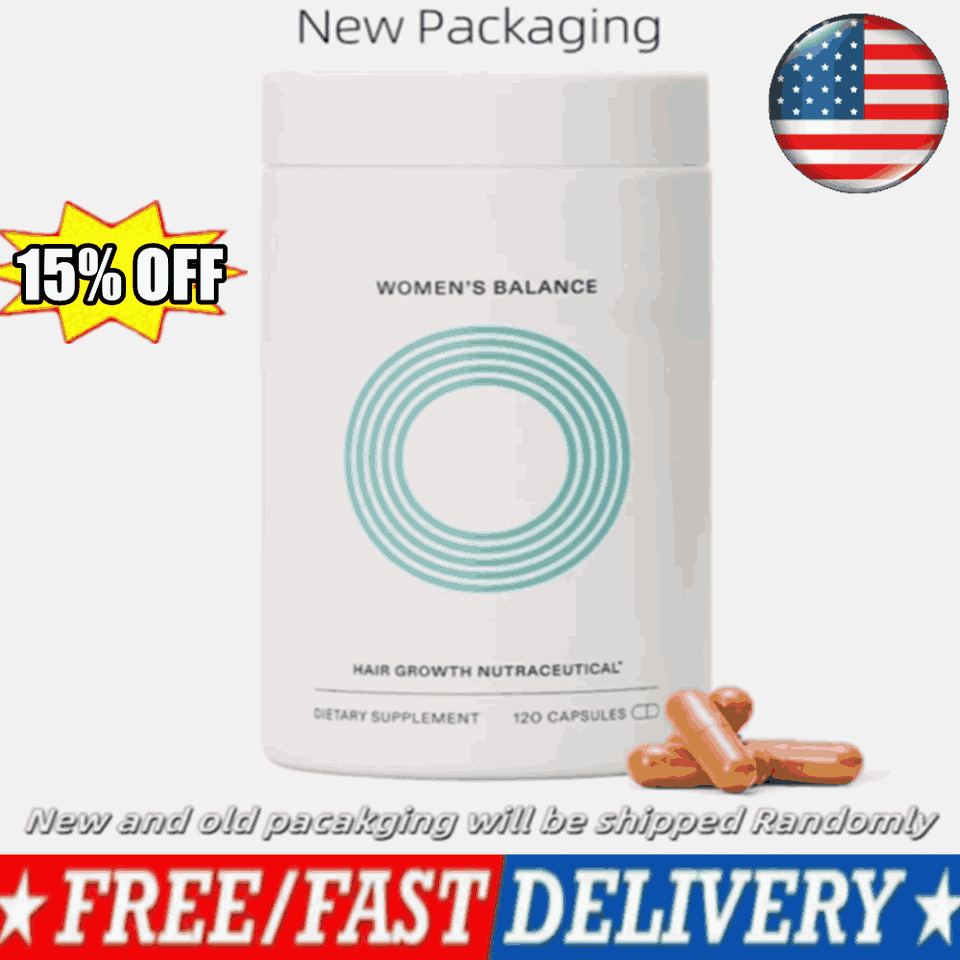 New Packaging
15% OFF
WOMEN'S BALANCE
HAIR GROWTH NUTRACEUTICAL*
DIETARY SUPPLEMENT 120 CAPSULES
New and old pacakging will be shipped Randomly
FREE/FAST DELIVERY